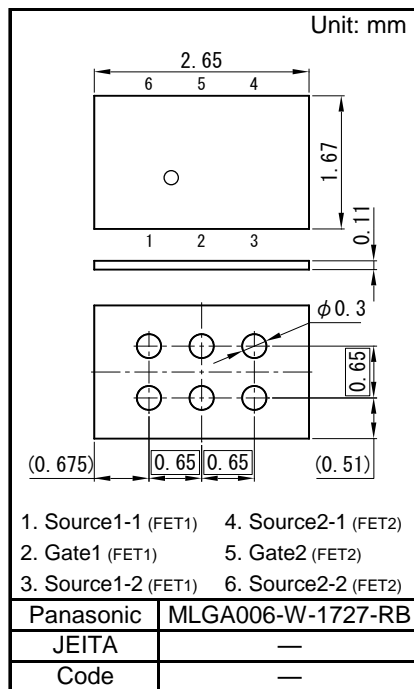 Unit: mm
2.65
6 5 4
1.67
1 2 3
0.11
φ0.3
0.65
(0.675) 0.65 0.65 (0.51)
1. Source1-1 (FET1) 4. Source2-1 (FET2)
2. Gate1 (FET1) 5. Gate2 (FET2)
3. Source1-2 (FET1) 6. Source2-2 (FET2)
Panasonic MLGA006-W-1727-RB
JEITA —
Code —